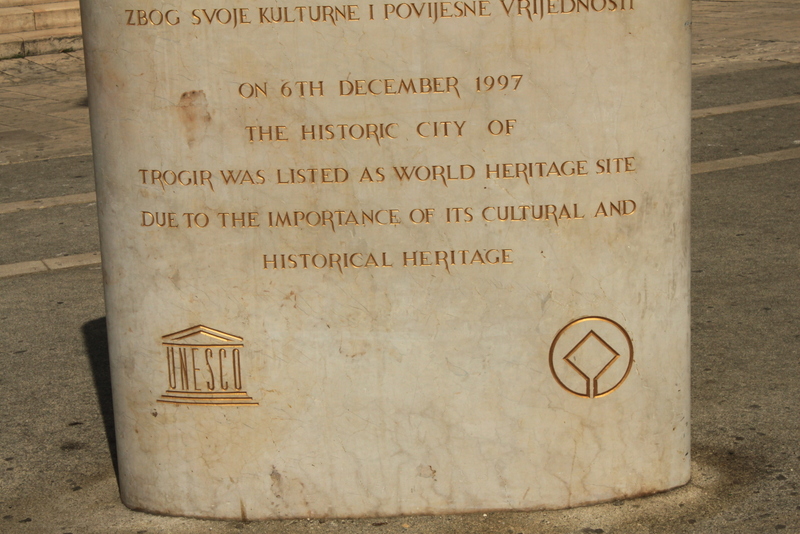 ZBOG SVOJE KULTURNE I POVIJESNE VRIJEDNOSTI
ON 6TH DECEMBER 1997
THE HISTORIC CITY OF
TROGIR WAS LISTED AS WORLD HERITAGE SITE
DUE TO THE IMPORTANCE OF ITS CULTURAL AND
HISTORICAL HERITAGE
UNESCO